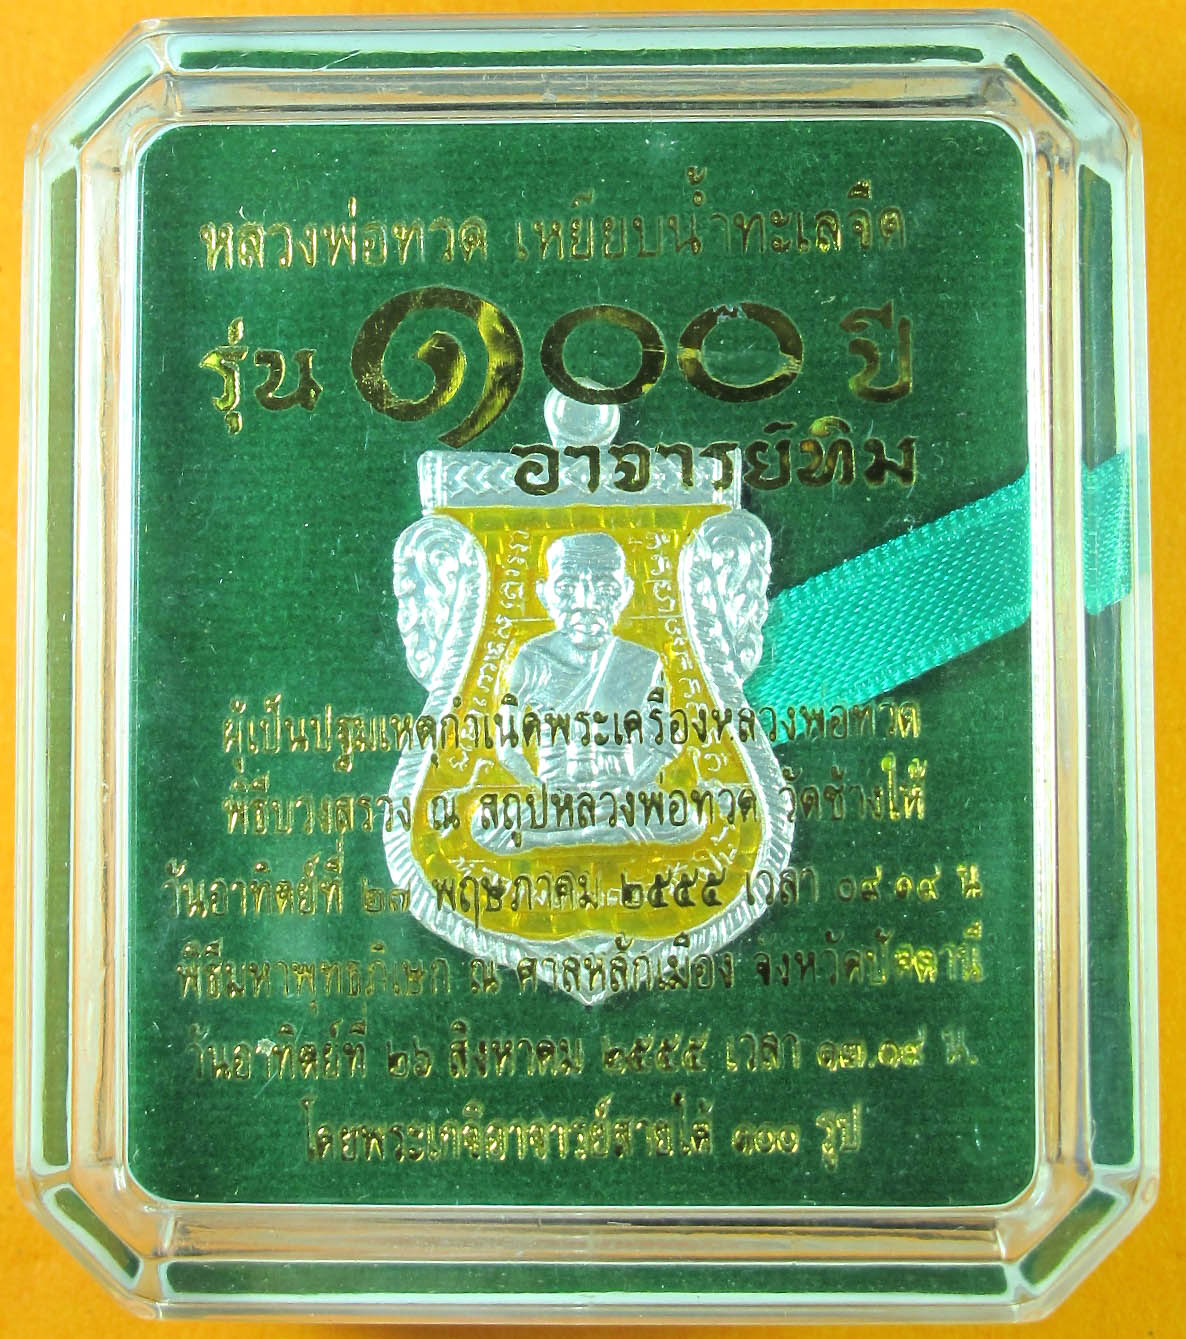 หลวงพ่อทวด เหยียบน้ำทะเลจืด
รุ่น ๑๐๐ ปี
อาจารย์ทิม
ผู้เป็นปฐมเหตุกำเนิดพระเครื่องหลวงพ่อทวด
พิธีบวงสรวง ณ สถูปหลวงพ่อทวด วัดช้างให้
วันอาทิตย์ที่ ๒๗ พฤษภาคม ๒๕๕๕ เวลา ๐๙.๑๙ น
พิธีมหาพุทธภิเษก ณ ศาลหลักเมือง จังหวัดปัตตานี
วันอาทิตย์ที่ ๒๖ สิงหาคม ๒๕๕๕ เวลา ๑๒.๐๙ น.
โดยพระเกจิอาจารย์สายใต้ ๑๐๐ รูป